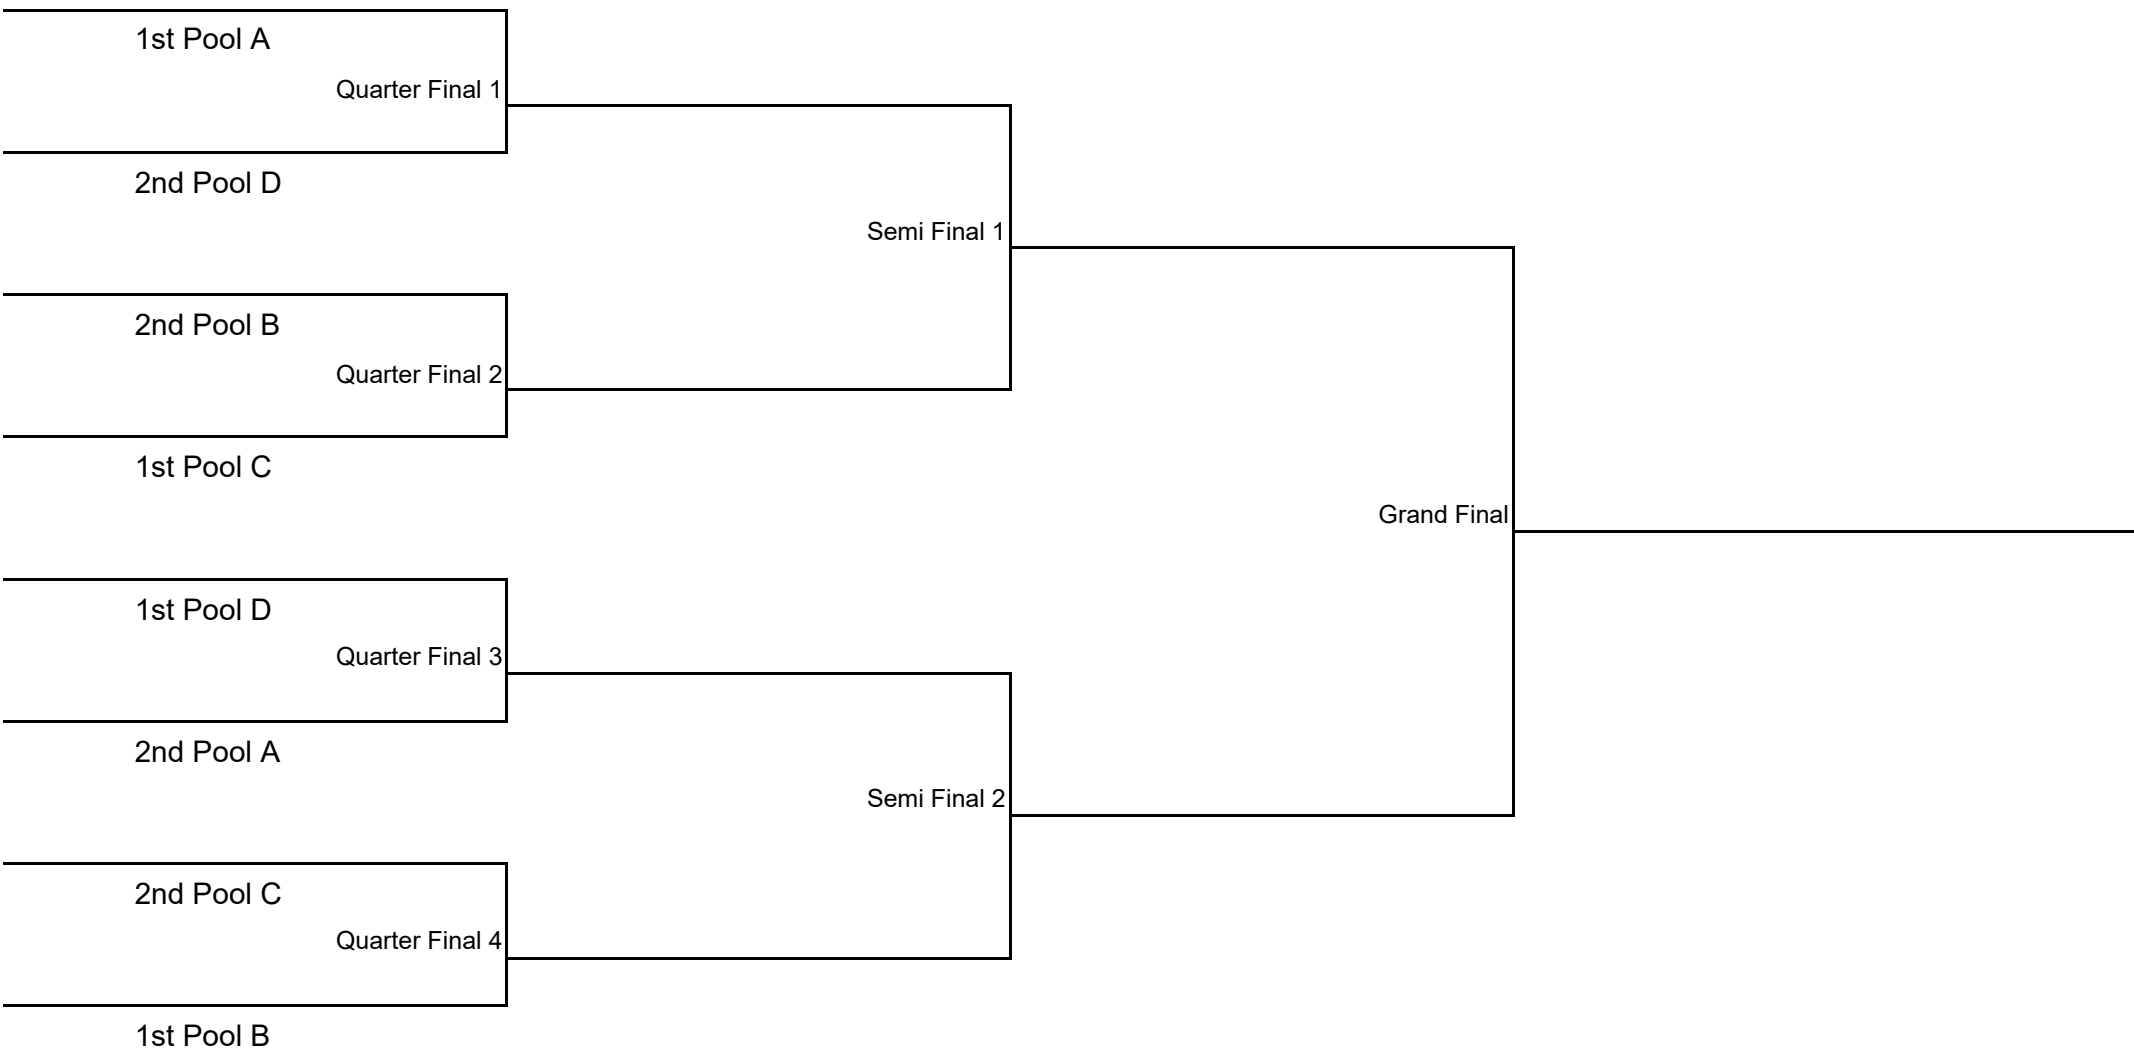 1st Pool A
Quarter Final 1
2nd Pool D
Semi Final 1
2nd Pool B
Quarter Final 2
1st Pool C
Grand Final
1st Pool D
Quarter Final 3
2nd Pool A
Semi Final 2
2nd Pool C
Quarter Final 4
1st Pool B